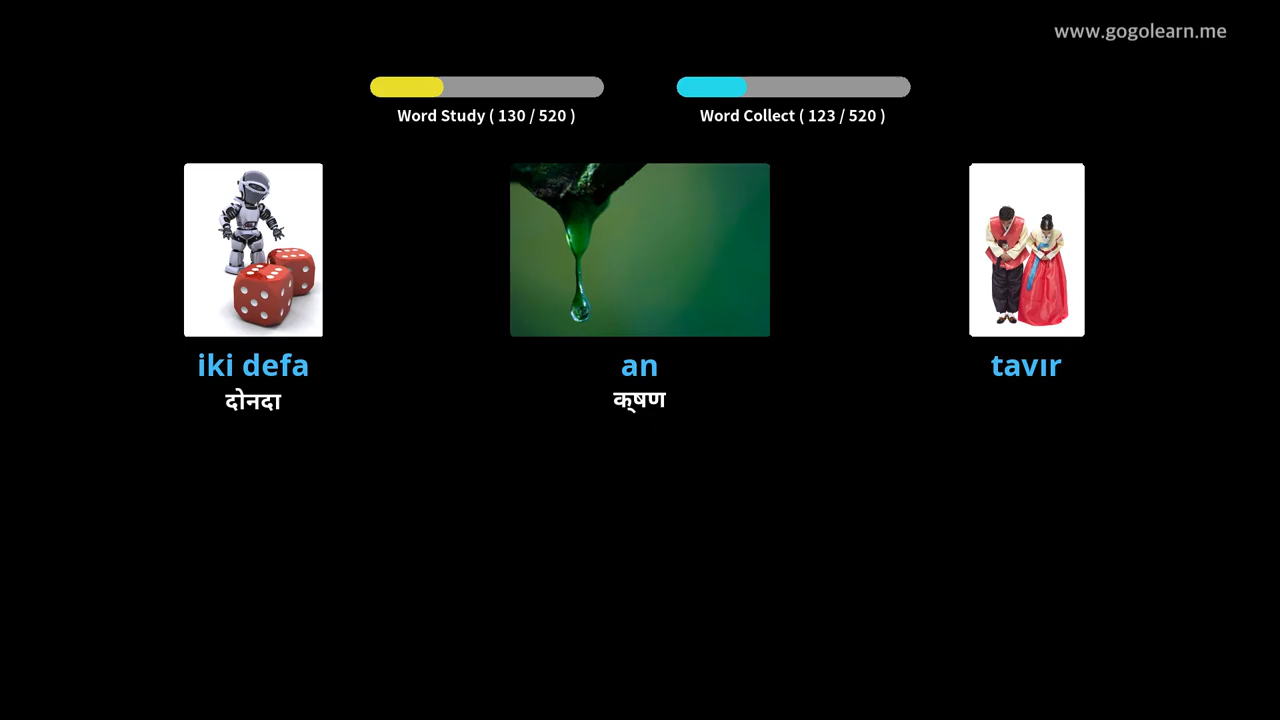 www.gogolearn.me
Word Study ( 130 / 520 )
Word Collect ( 123 / 520 )
iki defa
an
tavır
दोनदा
क्षण